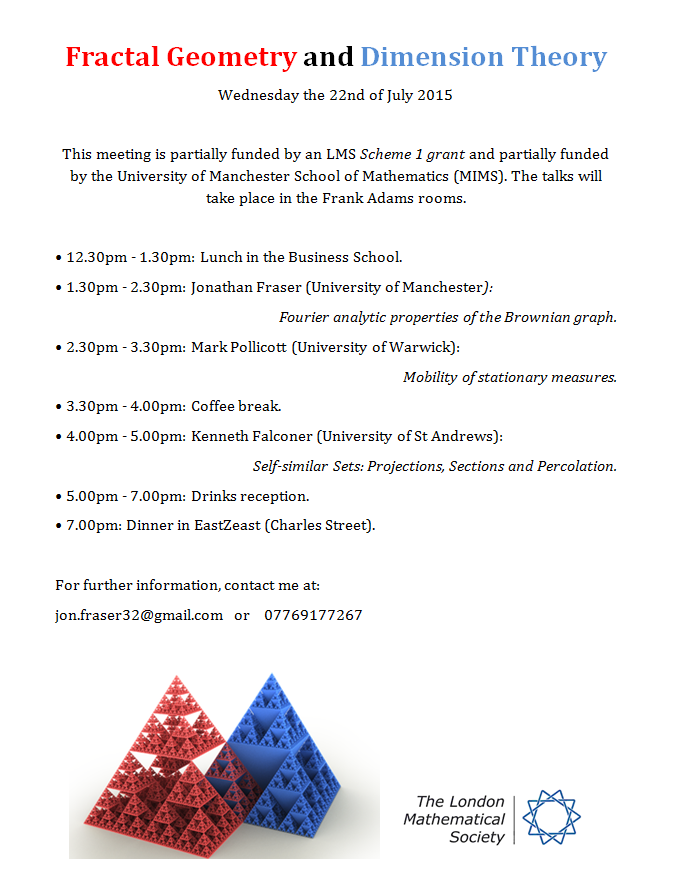 Fractal Geometry and Dimension Theory
Wednesday the 22nd of July 2015
This meeting is partially funded by an LMS Scheme 1 grant and partially funded
by the University of Manchester School of Mathematics (MIMS). The talks will
take place in the Frank Adams rooms.
• 12.30pm - 1.30pm: Lunch in the Business School.
• 1.30pm - 2.30pm: Jonathan Fraser (University of Manchester):
Fourier analytic properties of the Brownian graph.
• 2.30pm - 3.30pm: Mark Pollicott (University of Warwick):
Mobility of stationary measures.
• 3.30pm - 4.00pm: Coffee break.
• 4.00pm - 5.00pm: Kenneth Falconer (University of St Andrews):
Self-similar Sets: Projections, Sections and Percolation.
• 5.00pm - 7.00pm: Drinks reception.
• 7.00pm: Dinner in EastZeast (Charles Street).
For further information, contact me at:
jon.fraser32@gmail.com or 07769177267
The London
Mathematical
Society